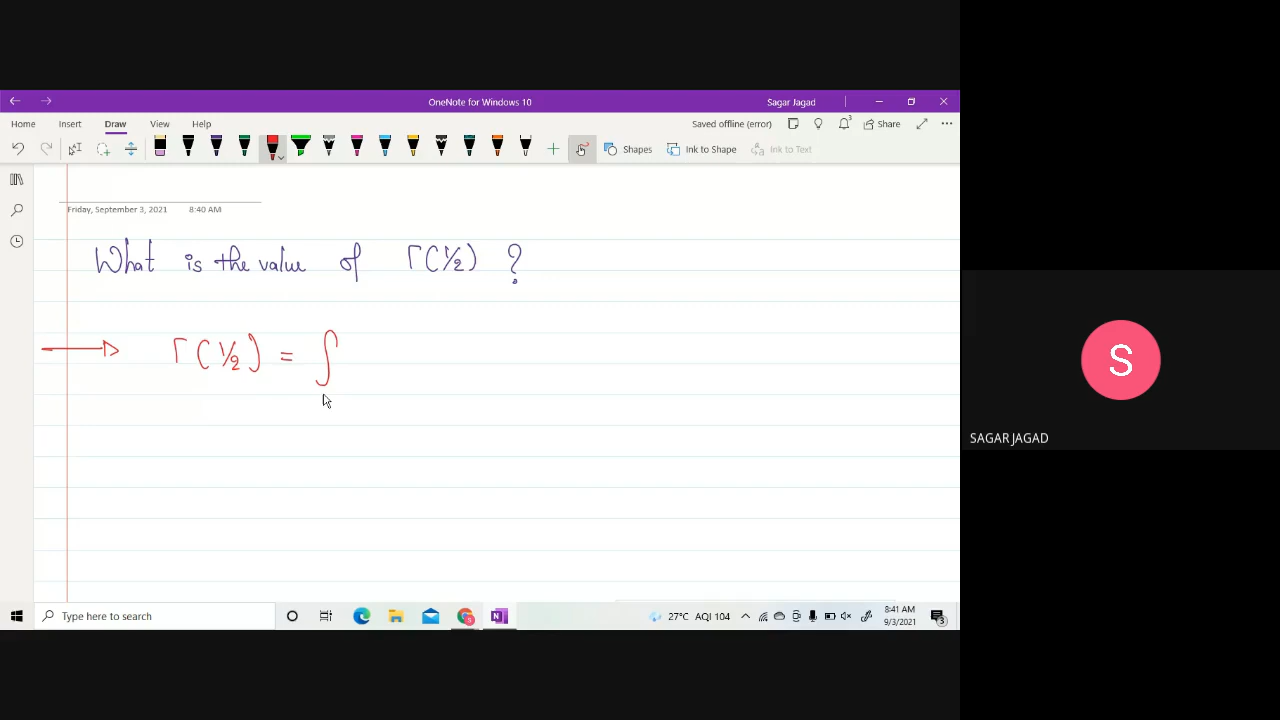 OneNote for Windows 10
Sagar Jagad
Home Insert Draw View Help
Saved offline (error)
3
Share
Shapes
Ink to Shape
Ink to Text
Friday, September 3, 2021 8:40 AM
What is the value of Γ(1/2) ?
Γ(1/2) = ∫
S
SAGAR JAGAD
Type here to search
27°C AQI 104
8:41 AM
9/3/2021
3